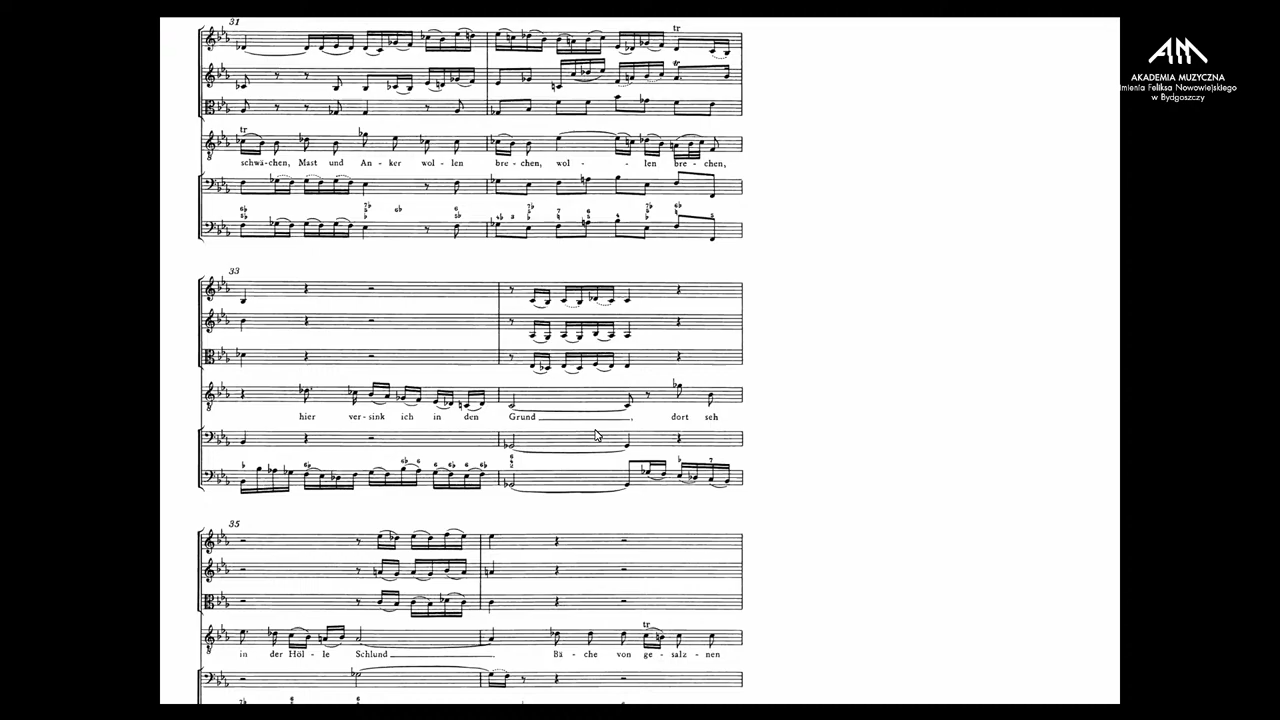 31
AKADEMIA MUZYCZNA
imienia Feliksa Nowowiejskiego
w Bydgoszczy
tr
tr
schwä-chen, Mast und An - ker wol - len bre - chen, wol - - len bre - chen,
33
hier ver-sink ich in den Grund, dort seh
35
tr
in der Höl - le Schlund. Bä - che von ge - salz - nen